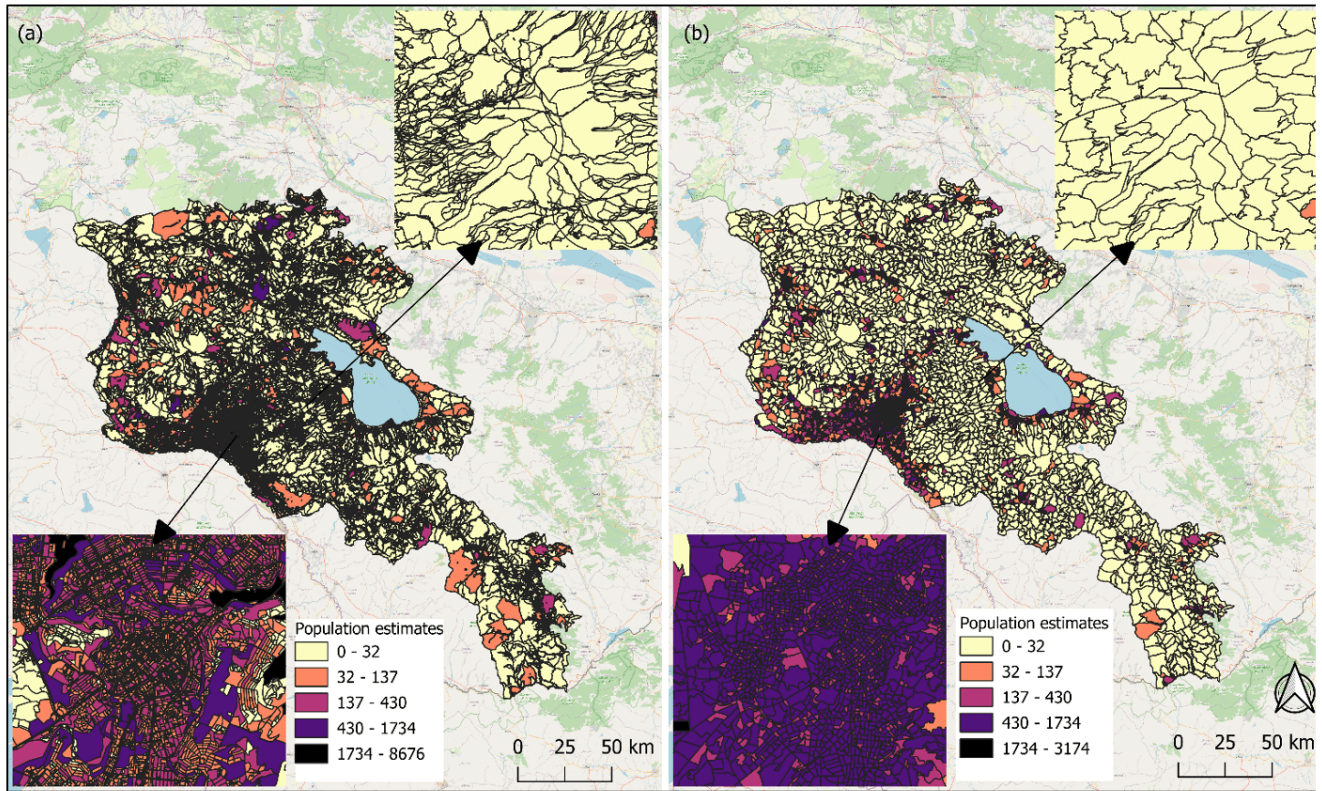 (a)
Population estimates
0 - 32
32 - 137
137 - 430
430 - 1734
1734 - 8676
0 25 50 km
(b)
Population estimates
0 - 32
32 - 137
137 - 430
430 - 1734
1734 - 3174
0 25 50 km